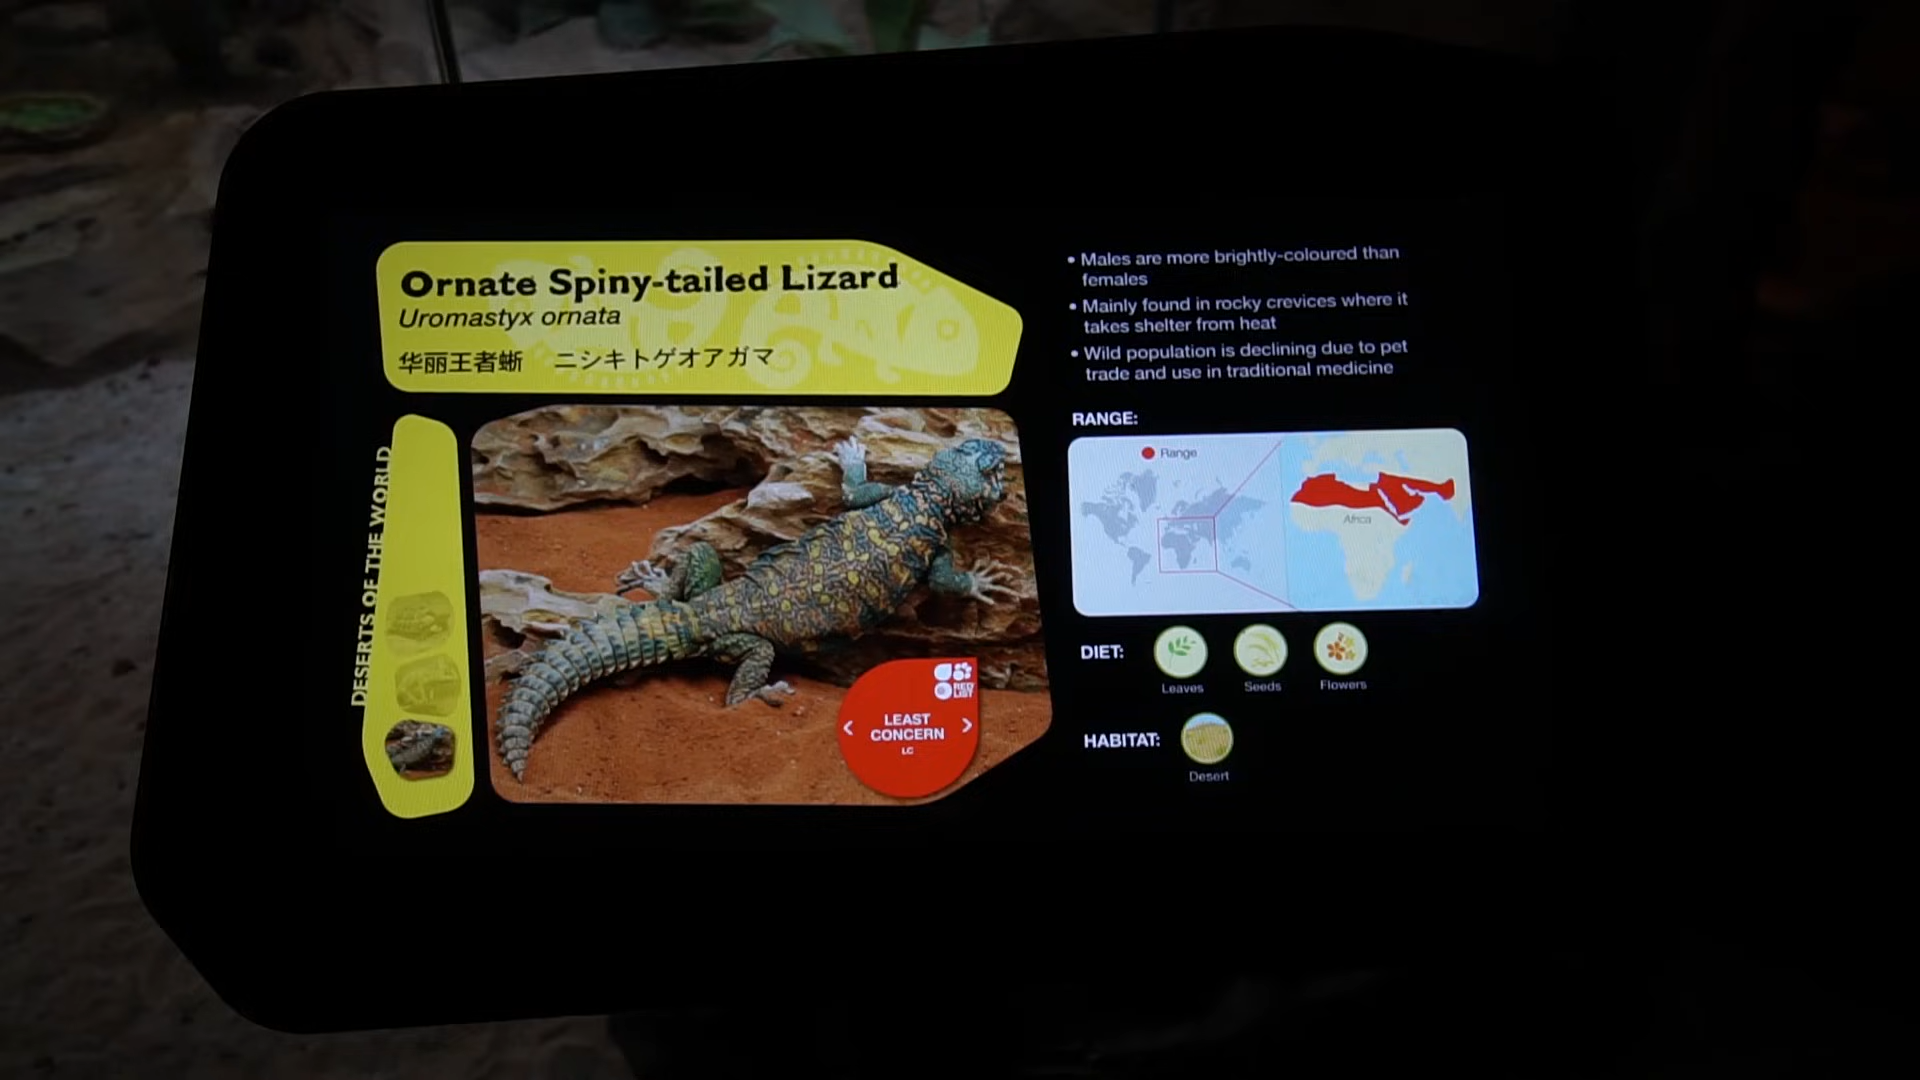 Ornate Spiny-tailed Lizard
Uromastyx ornata
华丽王者蜥 ニシキトゲオアガマ
DESERTS OF THE WORLD
RED
LIST
< LEAST >
CONCERN
LC
• Males are more brightly-coloured than
females
• Mainly found in rocky crevices where it
takes shelter from heat
• Wild population is declining due to pet
trade and use in traditional medicine
RANGE:
Range
Africa
DIET:
Leaves Seeds Flowers
HABITAT:
Desert